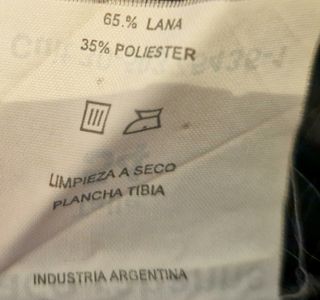 65.% LANA
35% POLIESTER
LIMPIEZA A SECO
PLANCHA TIBIA
INDUSTRIA ARGENTINA